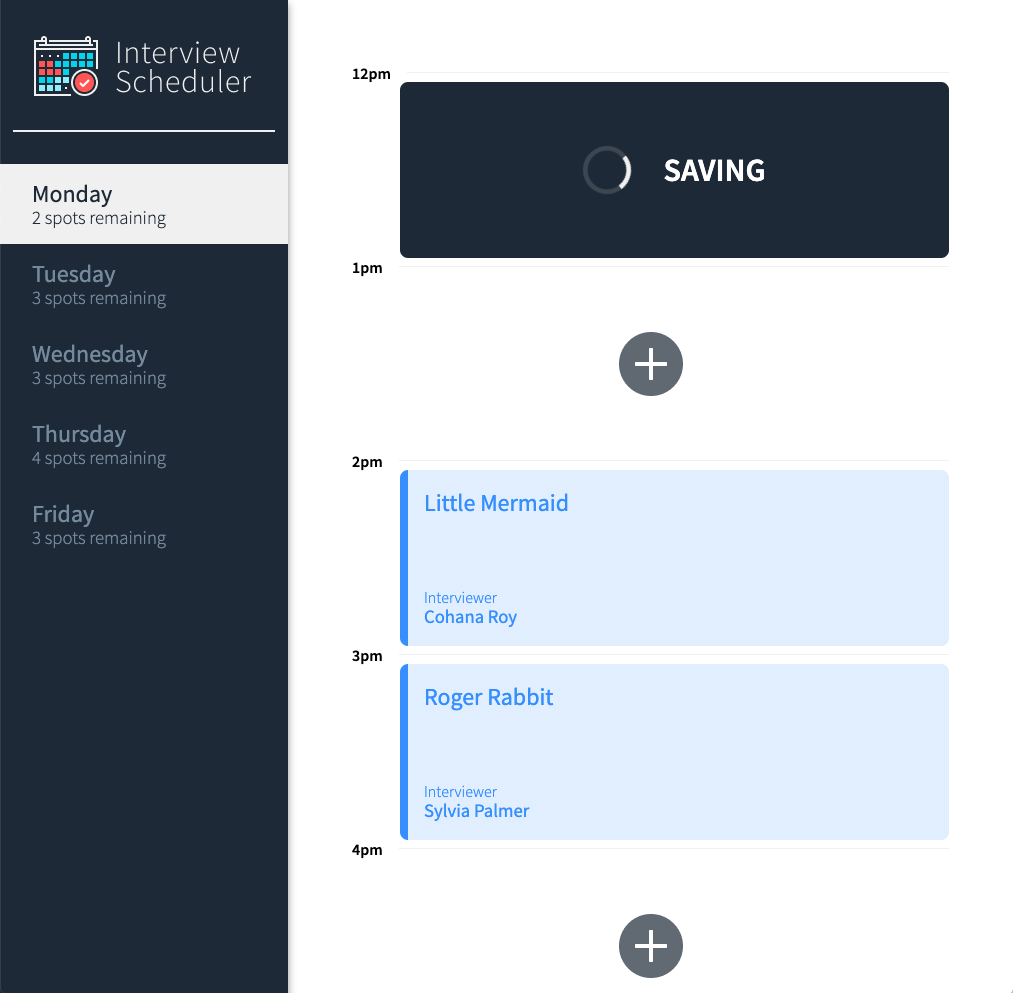 Interview
Scheduler
Monday
2 spots remaining
Tuesday
3 spots remaining
Wednesday
3 spots remaining
Thursday
4 spots remaining
Friday
3 spots remaining
12pm
SAVING
1pm
2pm
Little Mermaid
Interviewer
Cohana Roy
3pm
Roger Rabbit
Interviewer
Sylvia Palmer
4pm